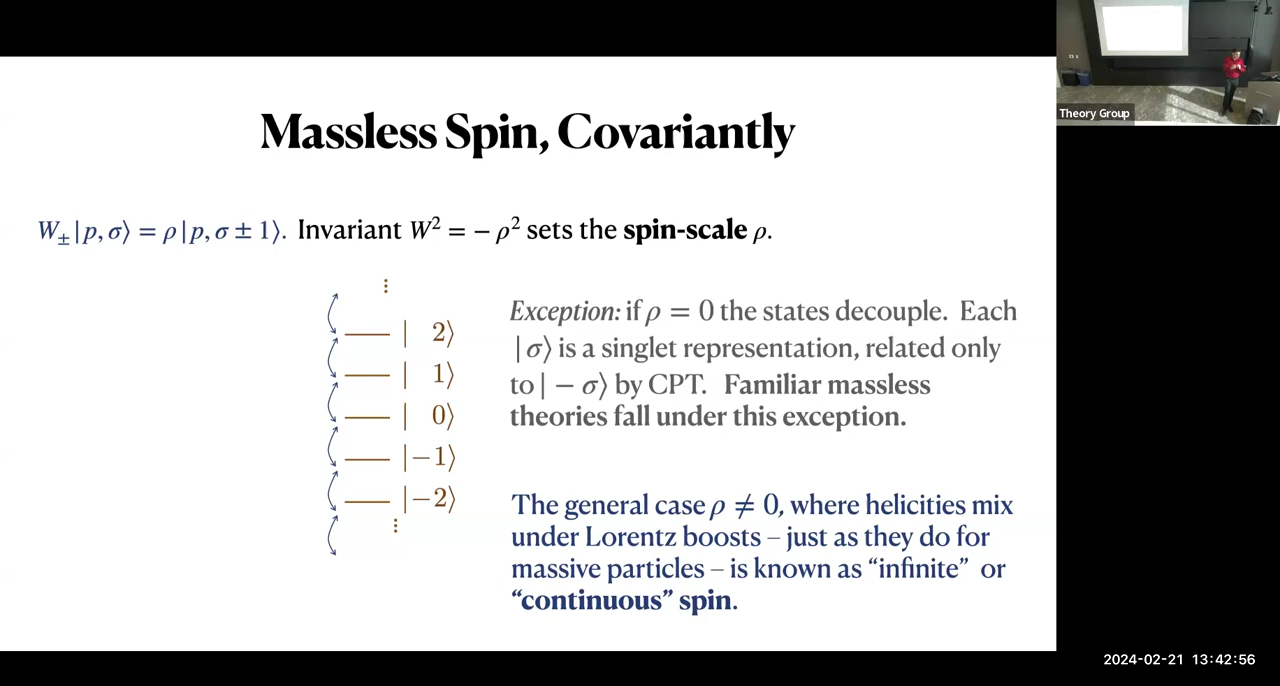 Massless Spin, Covariantly
W±|p, σ⟩ = ρ|p, σ ± 1⟩. Invariant W² = − ρ² sets the spin-scale ρ.
⋮
| 2⟩
| 1⟩
| 0⟩
|−1⟩
|−2⟩
⋮
Exception: if ρ = 0 the states decouple. Each
|σ⟩ is a singlet representation, related only
to | − σ⟩ by CPT. Familiar massless
theories fall under this exception.
The general case ρ ≠ 0, where helicities mix
under Lorentz boosts – just as they do for
massive particles – is known as “infinite” or
“continuous” spin.
Theory Group
2024-02-21 13:42:56